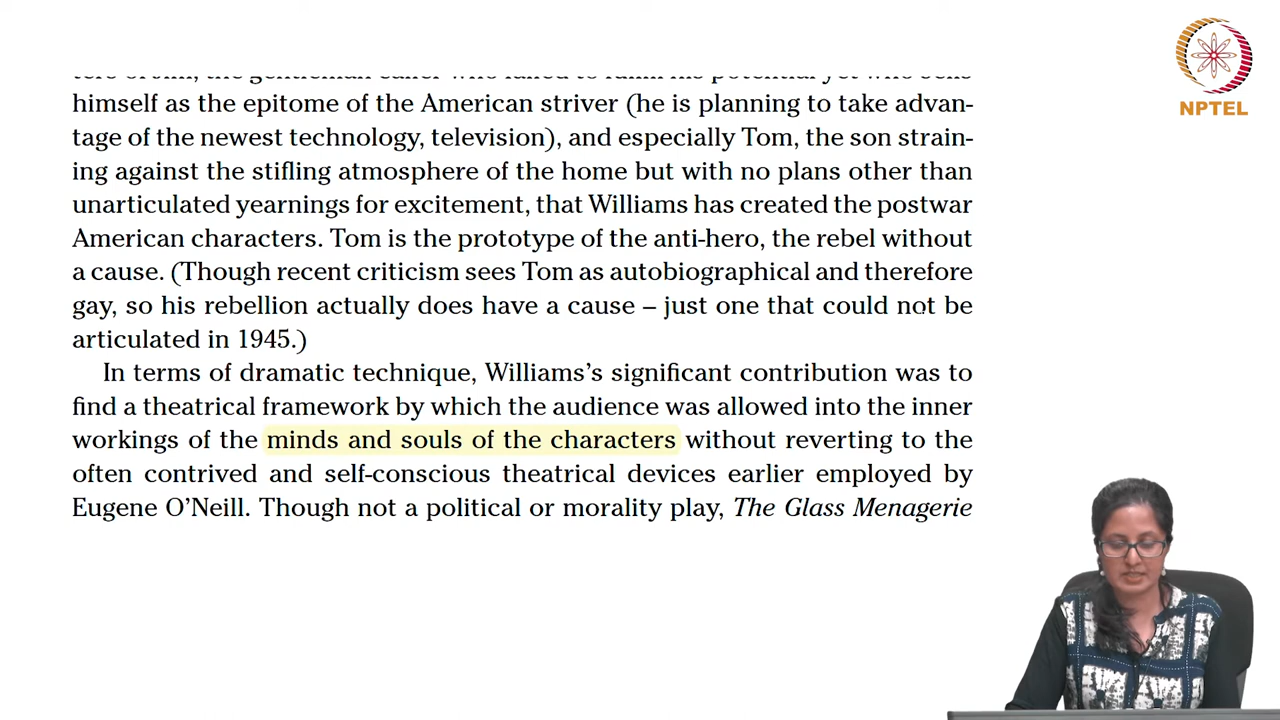 himself as the epitome of the American striver (he is planning to take advan-
tage of the newest technology, television), and especially Tom, the son strain-
ing against the stifling atmosphere of the home but with no plans other than
unarticulated yearnings for excitement, that Williams has created the postwar
American characters. Tom is the prototype of the anti-hero, the rebel without
a cause. (Though recent criticism sees Tom as autobiographical and therefore
gay, so his rebellion actually does have a cause – just one that could not be
articulated in 1945.)
In terms of dramatic technique, Williams's significant contribution was to
find a theatrical framework by which the audience was allowed into the inner
workings of the minds and souls of the characters without reverting to the
often contrived and self-conscious theatrical devices earlier employed by
Eugene O'Neill. Though not a political or morality play, The Glass Menagerie
NPTEL